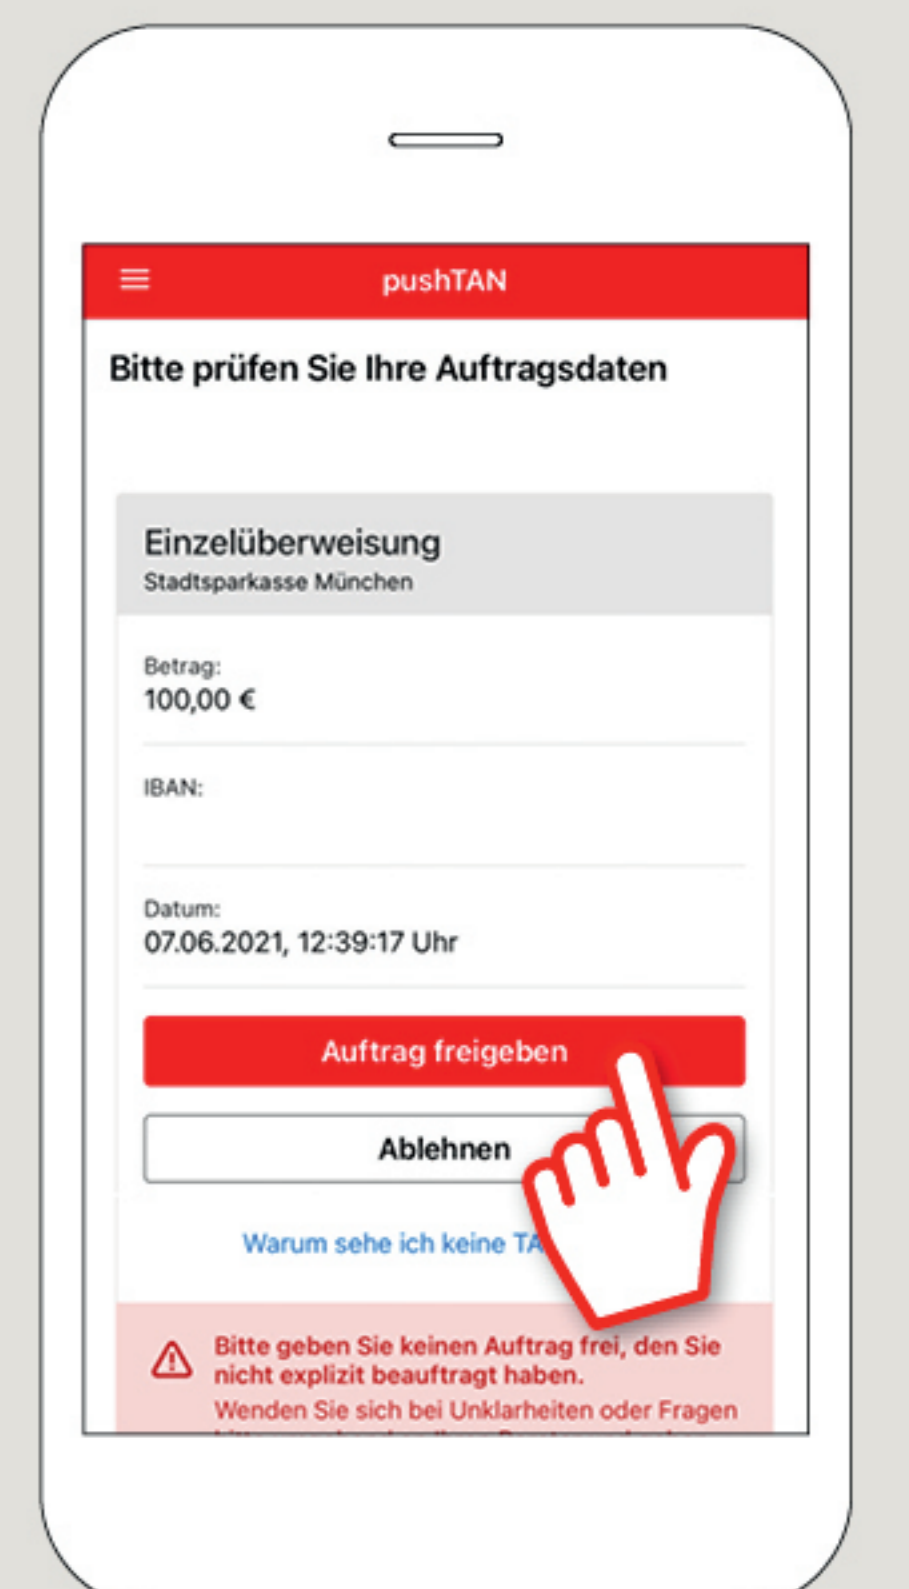 pushTAN
Bitte prüfen Sie Ihre Auftragsdaten
Einzelüberweisung
Stadtsparkasse München
Betrag:
100,00 €
IBAN:
Datum:
07.06.2021, 12:39:17 Uhr
Auftrag freigeben
Ablehnen
Warum sehe ich keine
Bitte geben Sie keinen Auftrag frei, den Sie
nicht explizit beauftragt haben.
Wenden Sie sich bei Unklarheiten oder Fragen